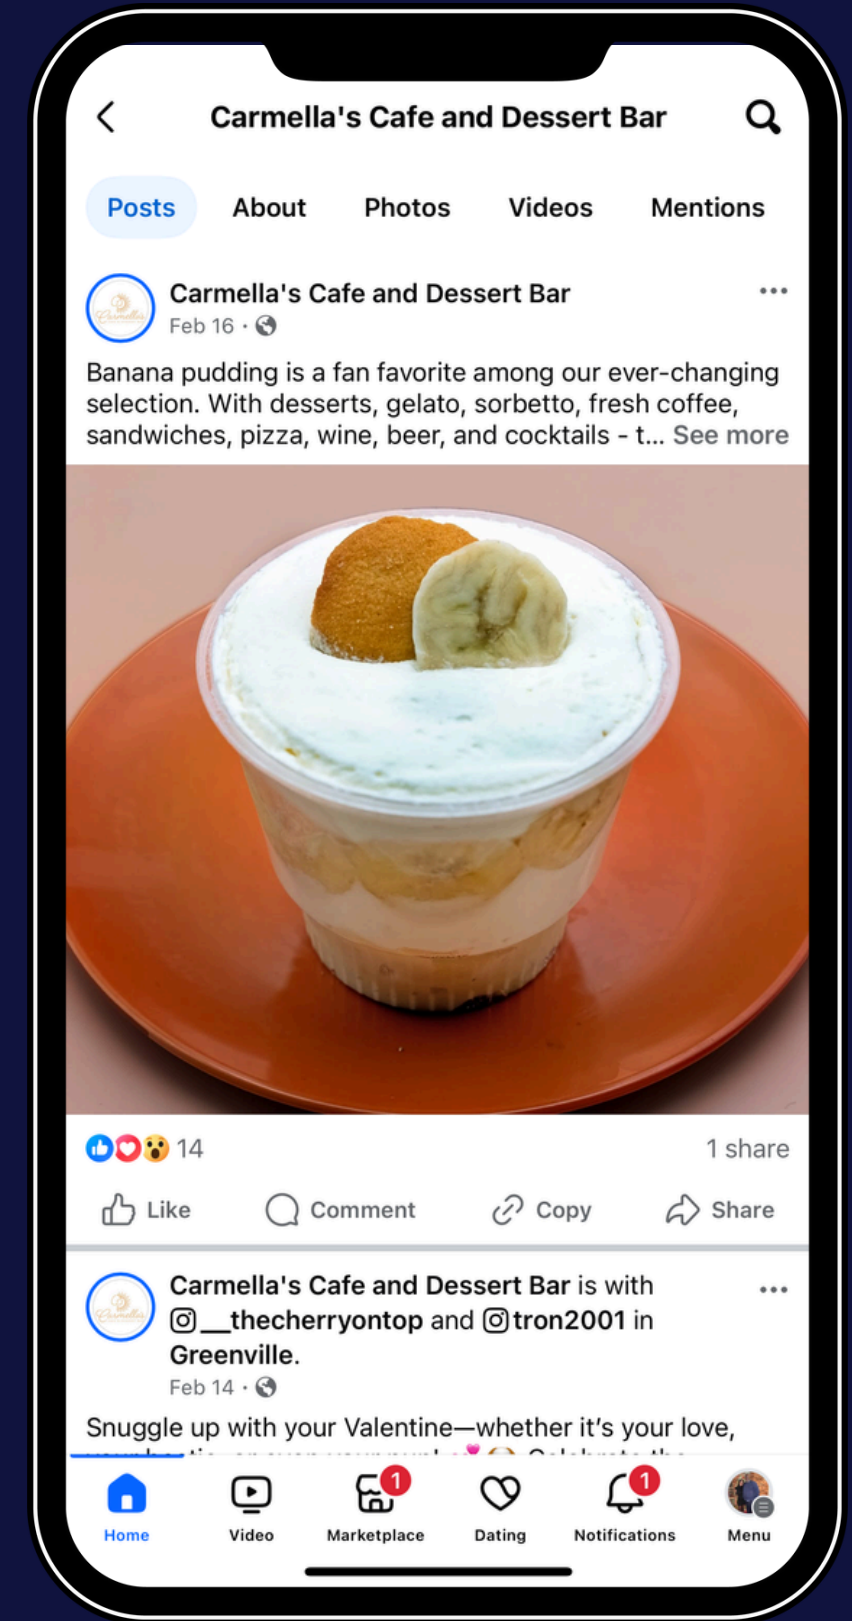 Carmella's Cafe and Dessert Bar
Posts About Photos Videos Mentions
Carmella's Cafe and Dessert Bar
Feb 16 ·
Banana pudding is a fan favorite among our ever-changing
selection. With desserts, gelato, sorbetto, fresh coffee,
sandwiches, pizza, wine, beer, and cocktails - t... See more
14 1 share
Like Comment Copy Share
Carmella's Cafe and Dessert Bar is with
__thecherryontop and tron2001 in
Greenville.
Feb 14 ·
Snuggle up with your Valentine—whether it's your love,
1 1
Home Video Marketplace Dating Notifications Menu